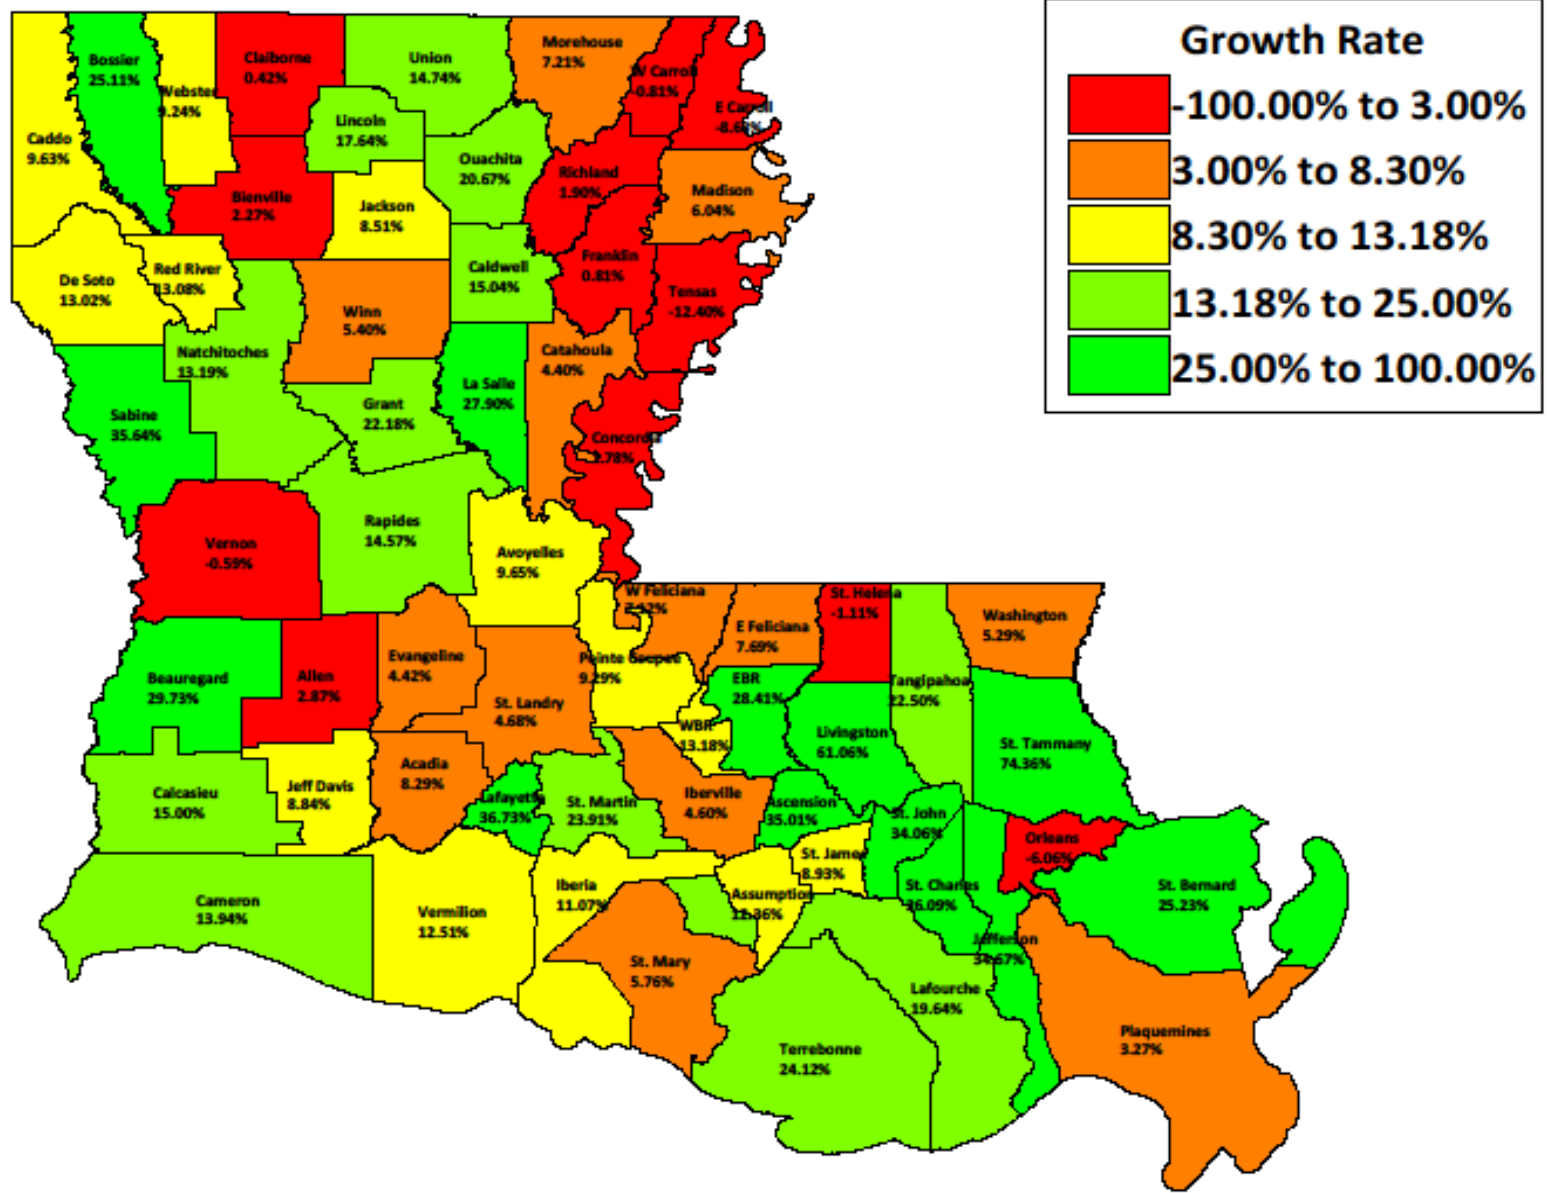 Growth Rate
-100.00% to 3.00%
3.00% to 8.30%
8.30% to 13.18%
13.18% to 25.00%
25.00% to 100.00%
Caddo
9.63%
Bossier
25.11%
Webster
9.24%
Claiborne
0.42%
Union
14.74%
Morehouse
7.21%
W Carroll
-0.81%
E Carroll
Lincoln
17.64%
Ouachita
20.67%
Richland
1.90%
Madison
6.04%
Bienville
2.27%
Jackson
8.51%
De Soto
13.02%
Red River
13.08%
Caldwell
15.04%
Franklin
0.81%
Tensas
-12.40%
Winn
5.40%
Natchitoches
13.19%
Catahoula
4.40%
La Salle
27.90%
Grant
22.18%
Sabine
35.64%
Concordia
Rapides
14.57%
Vernon
-0.59%
Avoyelles
9.65%
W Feliciana
E Feliciana
7.69%
St. Helena
-1.11%
Washington
5.29%
Beauregard
29.73%
Allen
2.87%
Evangeline
4.42%
St. Landry
4.68%
Pointe Coupee
9.29%
EBR
28.41%
Tangipahoa
22.50%
WBR
13.18%
Livingston
61.06%
St. Tammany
74.36%
Calcasieu
15.00%
Jeff Davis
8.84%
Acadia
8.29%
Lafayette
36.73%
St. Martin
23.91%
Iberville
4.60%
Ascension
35.01%
St. John
34.06%
Orleans
-6.06%
St. James
8.93%
Cameron
13.94%
Vermilion
12.51%
Iberia
11.07%
Assumption
12.36%
St. Charles
36.09%
St. Bernard
25.23%
Jefferson
34.67%
St. Mary
5.76%
Lafourche
19.64%
Terrebonne
24.12%
Plaquemines
3.27%